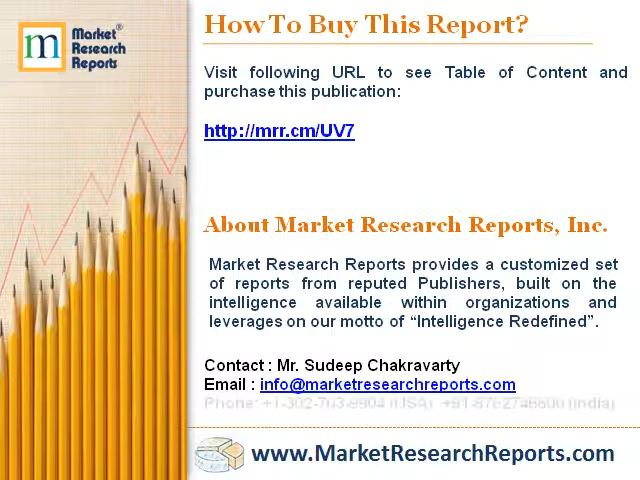 m
Market®
Research
Reports
How To Buy This Report?
Visit following URL to see Table of Content and
purchase this publication:
http://mrr.cm/UV7
About Market Research Reports, Inc.
Market Research Reports provides a customized set
of reports from reputed Publishers, built on the
intelligence available within organizations and
leverages on our motto of “Intelligence Redefined”.
Contact : Mr. Sudeep Chakravarty
Email : info@marketresearchreports.com
Phone: (USA) (India)
www.MarketResearchReports.com